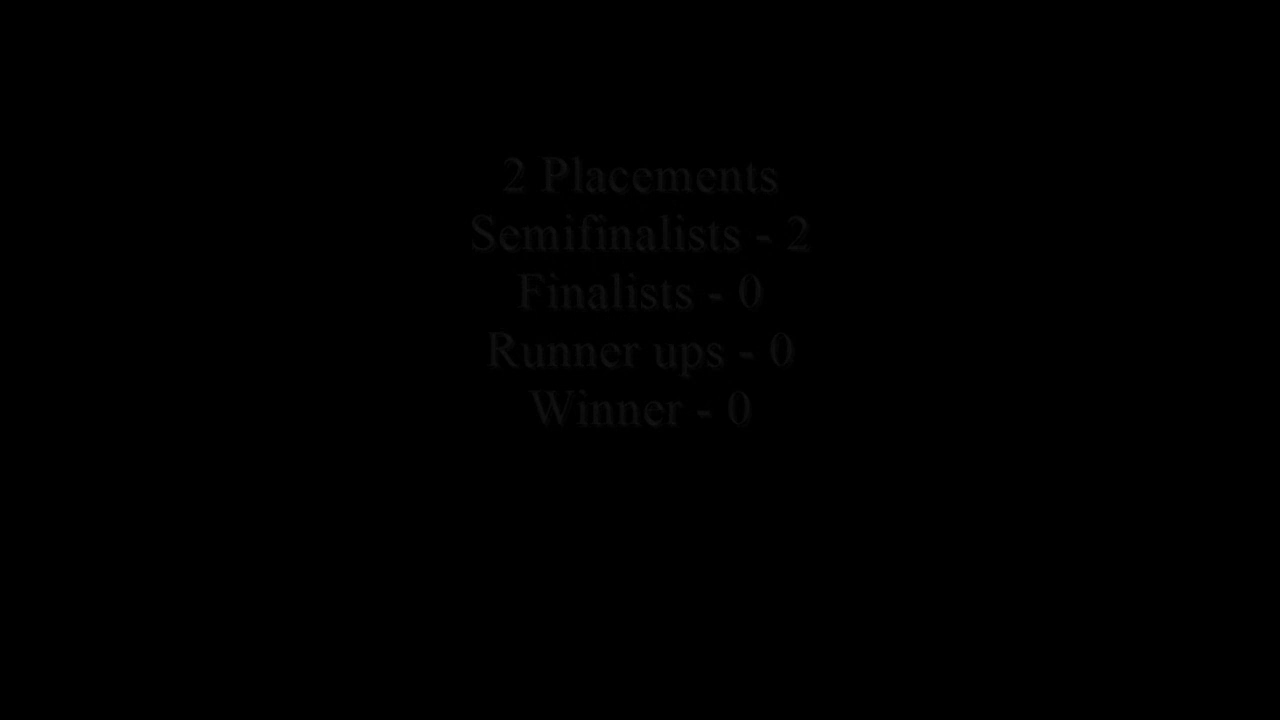 2 Placements
Semifinalists - 2
Finalists - 0
Runner ups - 0
Winner - 0